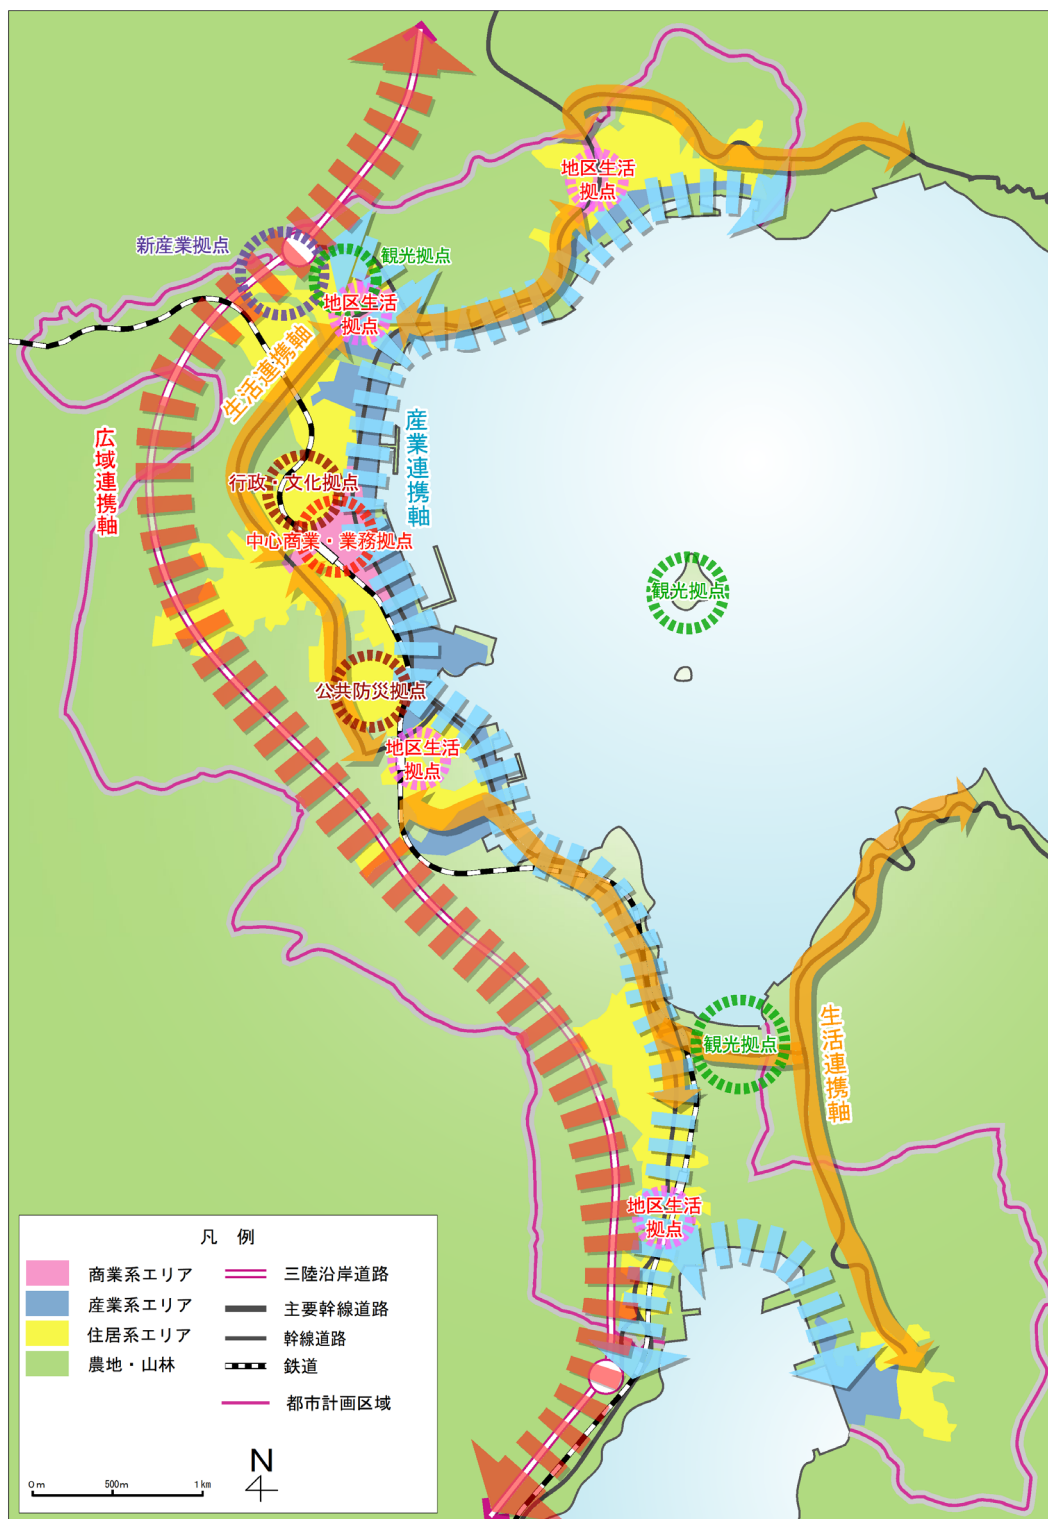 地区生活
拠点
新産業拠点
観光拠点
地区生活
拠点
生活連携軸
広域連携軸
産業連携軸
行政・文化拠点
中心商業・業務拠点
観光拠点
公共防災拠点
地区生活
拠点
観光拠点
生活連携軸
地区生活
拠点
凡 例
商業系エリア
産業系エリア
住居系エリア
農地・山林
三陸沿岸道路
主要幹線道路
幹線道路
鉄道
都市計画区域
0m 500m 1km
N